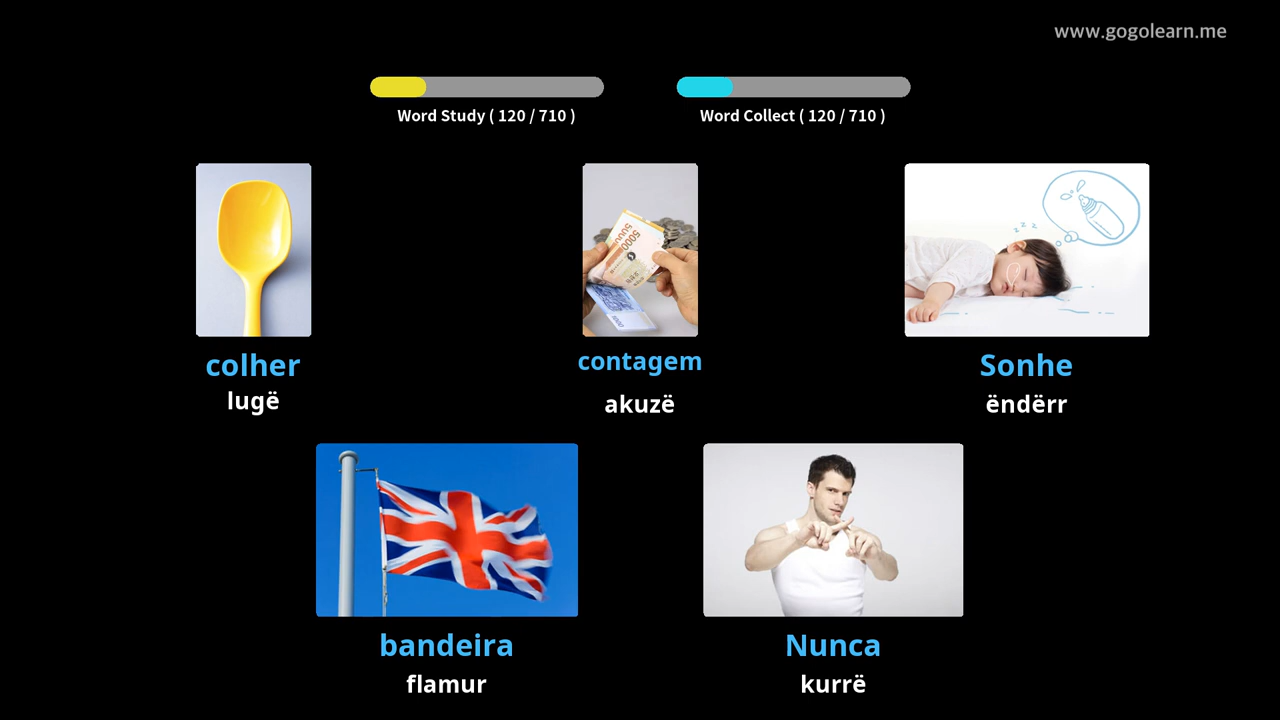 www.gogolearn.me
Word Study ( 120 / 710 )
Word Collect ( 120 / 710 )
colher
lugë
contagem
akuzë
Sonhe
ëndërr
bandeira
flamur
Nunca
kurrë